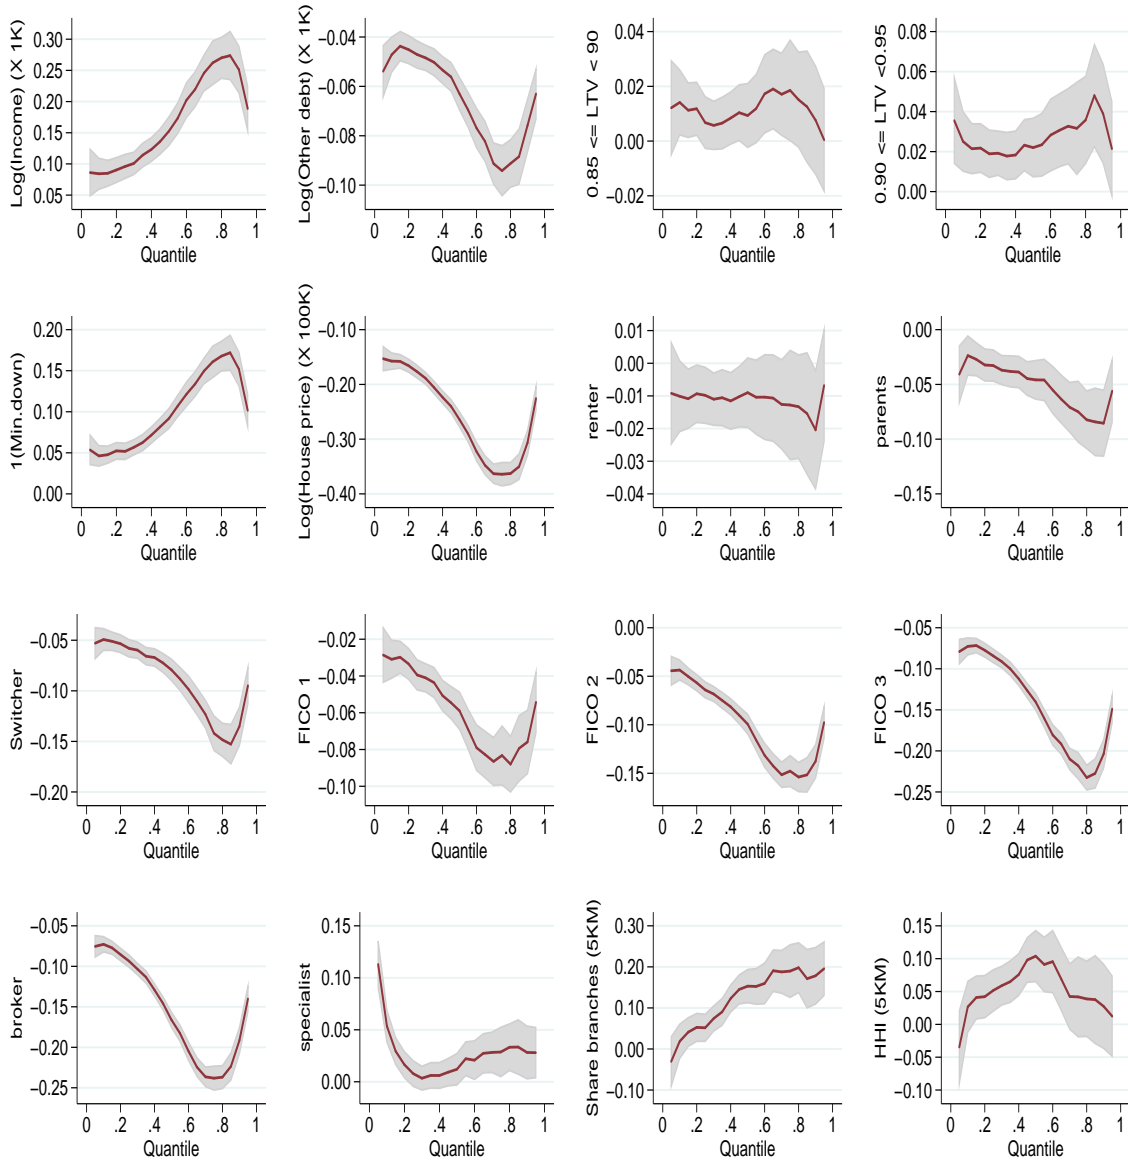 Log(Income) (X 1K)
0.30
0.25
0.20
0.15
0.10
0.05
0 .2 .4 .6 .8 1
Quantile
Log(Other debt) (X 1K)
−0.04
−0.06
−0.08
−0.10
0 .2 .4 .6 .8 1
Quantile
0.85 <= LTV < 90
0.04
0.02
0.00
−0.02
0 .2 .4 .6 .8 1
Quantile
0.90 <= LTV <0.95
0.08
0.06
0.04
0.02
0.00
0 .2 .4 .6 .8 1
Quantile
1(Min.down)
0.20
0.15
0.10
0.05
0.00
0 .2 .4 .6 .8 1
Quantile
Log(House price) (X 100K)
−0.10
−0.20
−0.30
−0.40
0 .2 .4 .6 .8 1
Quantile
renter
0.01
0.00
−0.01
−0.02
−0.03
−0.04
0 .2 .4 .6 .8 1
Quantile
parents
0.00
−0.05
−0.10
−0.15
0 .2 .4 .6 .8 1
Quantile
Switcher
−0.05
−0.10
−0.15
−0.20
0 .2 .4 .6 .8 1
Quantile
FICO 1
−0.02
−0.04
−0.06
−0.08
−0.10
0 .2 .4 .6 .8 1
Quantile
FICO 2
0.00
−0.05
−0.10
−0.15
0 .2 .4 .6 .8 1
Quantile
FICO 3
−0.05
−0.10
−0.15
−0.20
−0.25
0 .2 .4 .6 .8 1
Quantile
broker
−0.05
−0.10
−0.15
−0.20
−0.25
0 .2 .4 .6 .8 1
Quantile
specialist
0.15
0.10
0.05
0.00
0 .2 .4 .6 .8 1
Quantile
Share branches (5KM)
0.30
0.20
0.10
0.00
−0.10
0 .2 .4 .6 .8 1
Quantile
HHI (5KM)
0.15
0.10
0.05
0.00
−0.05
−0.10
0 .2 .4 .6 .8 1
Quantile